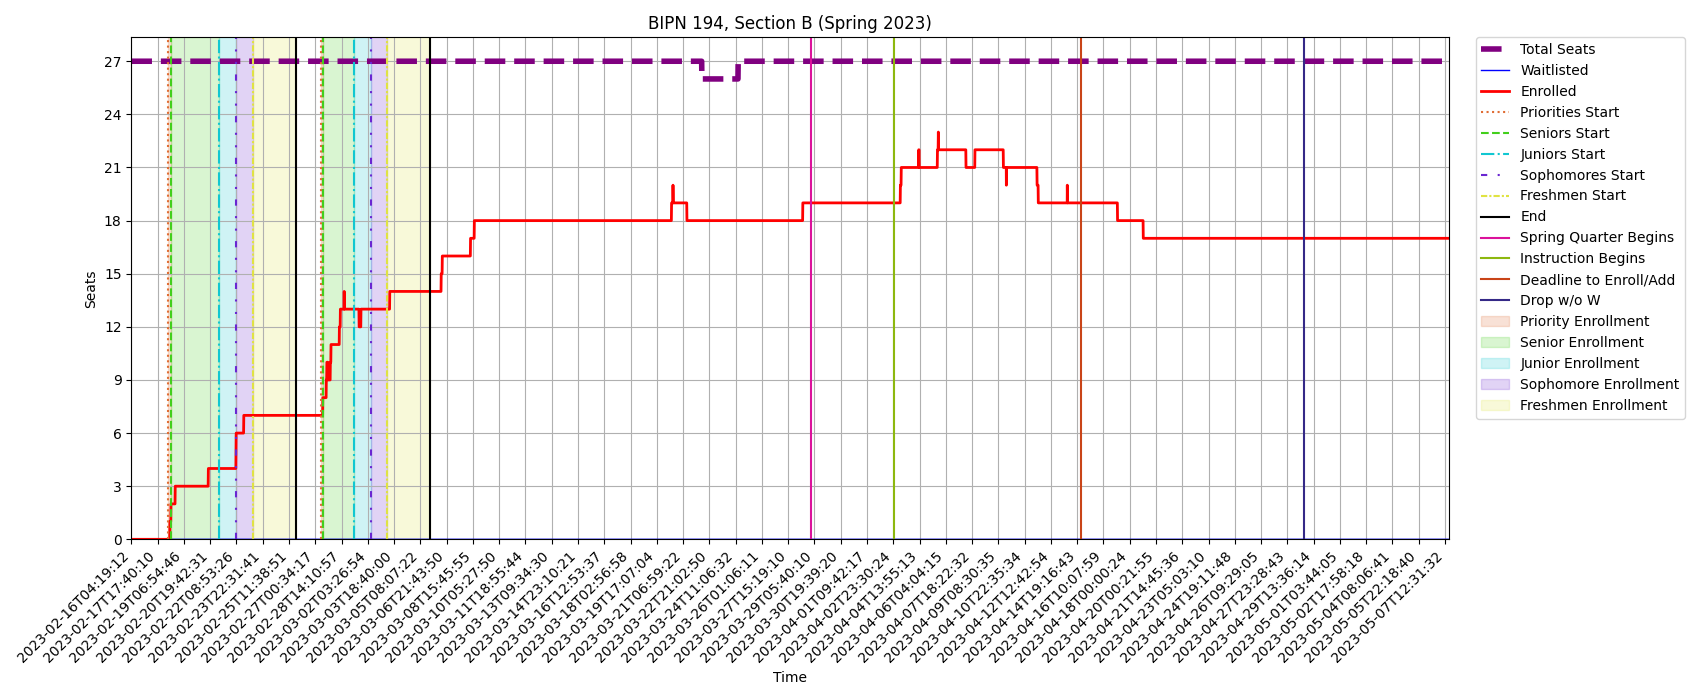 BIPN 194, Section B (Spring 2023)
Seats
27
24
21
18
15
12
9
6
3
0
2023-02-16T04:19:12
2023-02-17T17:40:10
2023-02-19T06:54:46
2023-02-20T19:42:31
2023-02-22T08:53:26
2023-02-23T22:31:41
2023-02-25T11:38:51
2023-02-27T00:34:17
2023-02-28T14:10:57
2023-03-02T03:26:54
2023-03-03T18:40:00
2023-03-05T08:07:22
2023-03-06T21:43:50
2023-03-08T15:45:55
2023-03-10T05:27:50
2023-03-11T18:55:44
2023-03-13T09:34:30
2023-03-14T23:10:21
2023-03-16T12:53:37
2023-03-18T02:56:58
2023-03-19T17:07:04
2023-03-21T06:59:22
2023-03-22T21:02:50
2023-03-24T11:06:32
2023-03-26T01:06:11
2023-03-27T15:19:10
2023-03-29T05:40:10
2023-03-30T19:39:20
2023-04-01T09:42:17
2023-04-02T23:30:24
2023-04-04T13:55:13
2023-04-06T04:04:15
2023-04-07T18:22:32
2023-04-09T08:30:35
2023-04-10T22:35:34
2023-04-12T12:42:54
2023-04-14T19:16:43
2023-04-16T10:07:59
2023-04-18T00:00:24
2023-04-20T00:21:55
2023-04-21T14:45:36
2023-04-23T05:03:10
2023-04-24T19:11:48
2023-04-26T09:29:05
2023-04-27T23:28:43
2023-04-29T13:36:14
2023-05-01T03:44:05
2023-05-02T17:58:18
2023-05-04T08:06:41
2023-05-05T22:18:40
2023-05-07T12:31:32
Time
Total Seats
Waitlisted
Enrolled
Priorities Start
Seniors Start
Juniors Start
Sophomores Start
Freshmen Start
End
Spring Quarter Begins
Instruction Begins
Deadline to Enroll/Add
Drop w/o W
Priority Enrollment
Senior Enrollment
Junior Enrollment
Sophomore Enrollment
Freshmen Enrollment